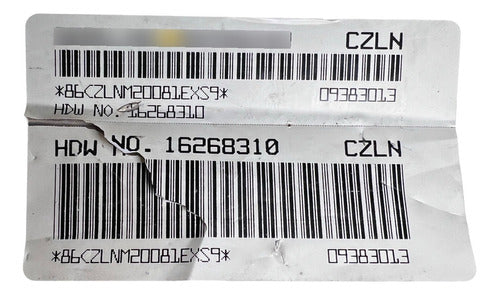 CZLN
*86CZLNM20081EXS9* 09383013
HDW NO. 16268310
HDW NO. 16268310 CZLN
*86CZLNM20081EXS9* 09383013